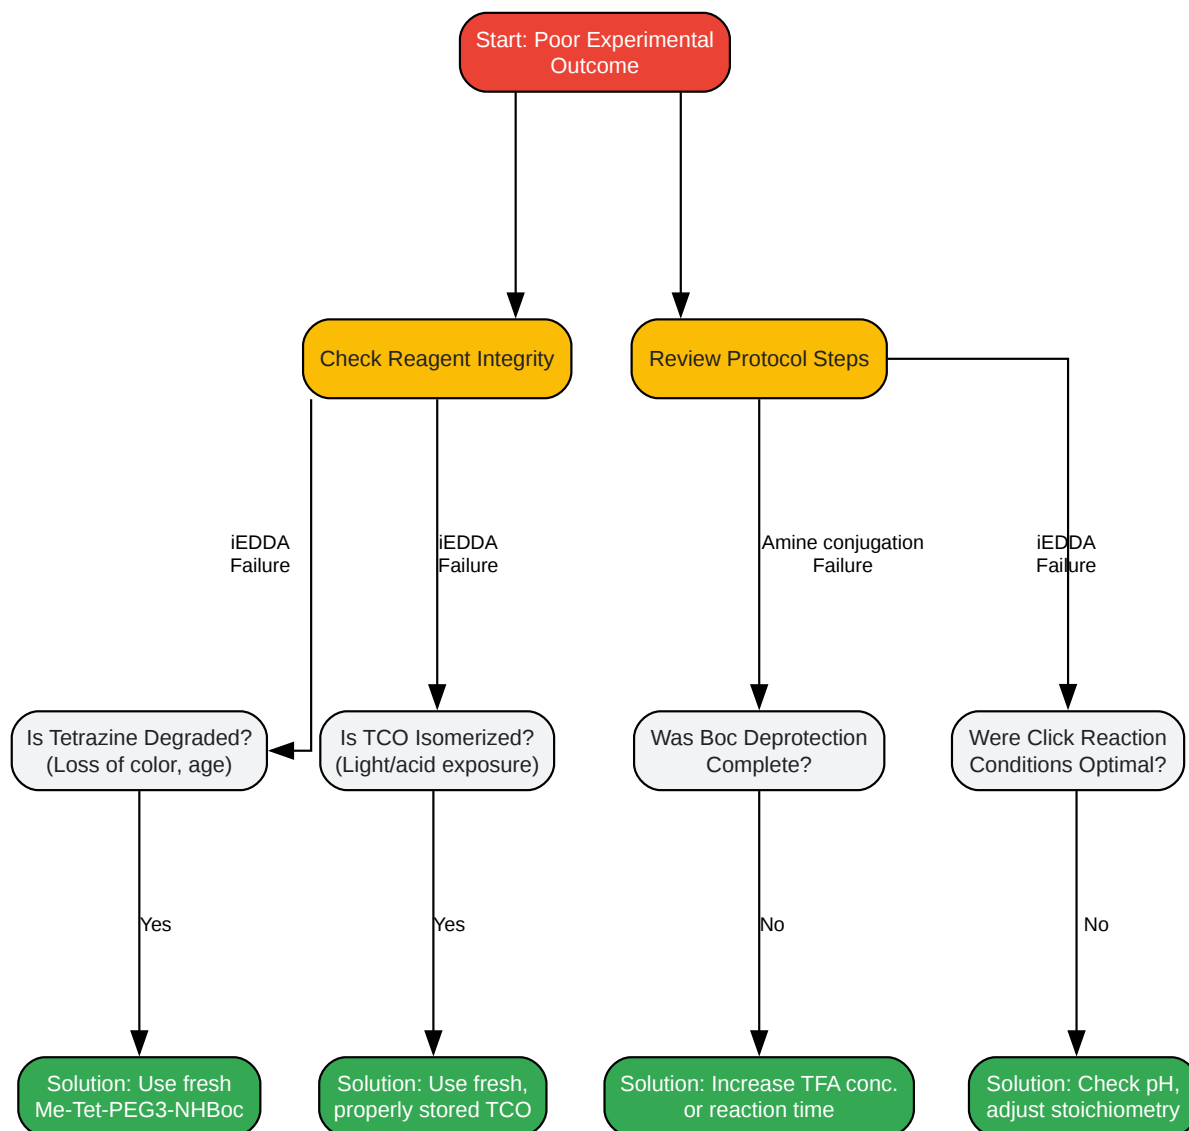 Start: Poor Experimental
Outcome
Check Reagent Integrity
Review Protocol Steps
iEDDA
Failure
iEDDA
Failure
Amine conjugation
Failure
iEDDA
Failure
Is Tetrazine Degraded?
(Loss of color, age)
Is TCO Isomerized?
(Light/acid exposure)
Was Boc Deprotection
Complete?
Were Click Reaction
Conditions Optimal?
Yes
Yes
No
No
Solution: Use fresh
Me-Tet-PEG3-NHBoc
Solution: Use fresh,
properly stored TCO
Solution: Increase TFA conc.
or reaction time
Solution: Check pH,
adjust stoichiometry